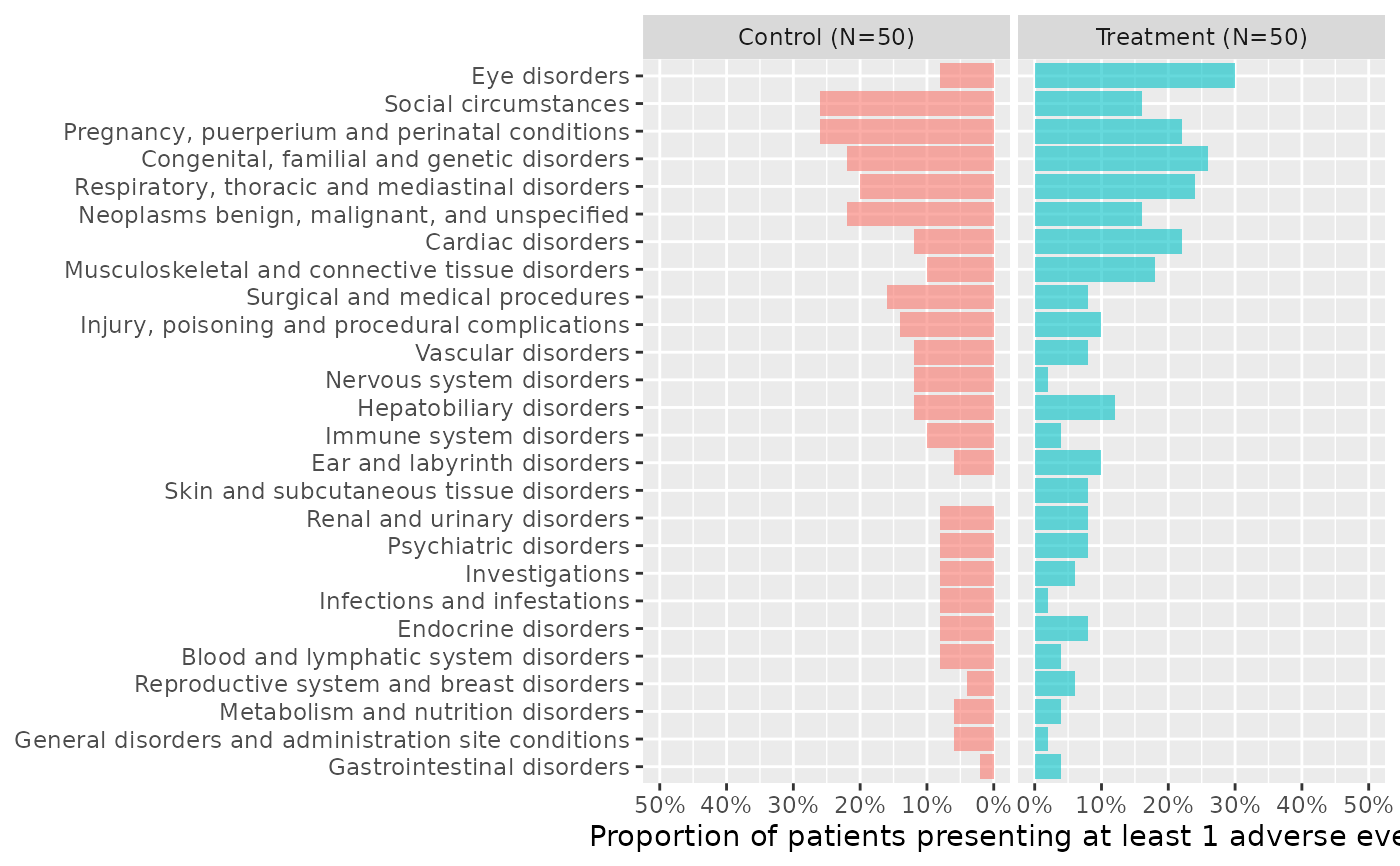 Control (N=50)
Treatment (N=50)
Eye disorders
Social circumstances
Pregnancy, puerperium and perinatal conditions
Congenital, familial and genetic disorders
Respiratory, thoracic and mediastinal disorders
Neoplasms benign, malignant, and unspecified
Cardiac disorders
Musculoskeletal and connective tissue disorders
Surgical and medical procedures
Injury, poisoning and procedural complications
Vascular disorders
Nervous system disorders
Hepatobiliary disorders
Immune system disorders
Ear and labyrinth disorders
Skin and subcutaneous tissue disorders
Renal and urinary disorders
Psychiatric disorders
Investigations
Infections and infestations
Endocrine disorders
Blood and lymphatic system disorders
Reproductive system and breast disorders
Metabolism and nutrition disorders
General disorders and administration site conditions
Gastrointestinal disorders
50% 40% 30% 20% 10% 0% 0% 10% 20% 30% 40% 50%
Proportion of patients presenting at least 1 adverse eve